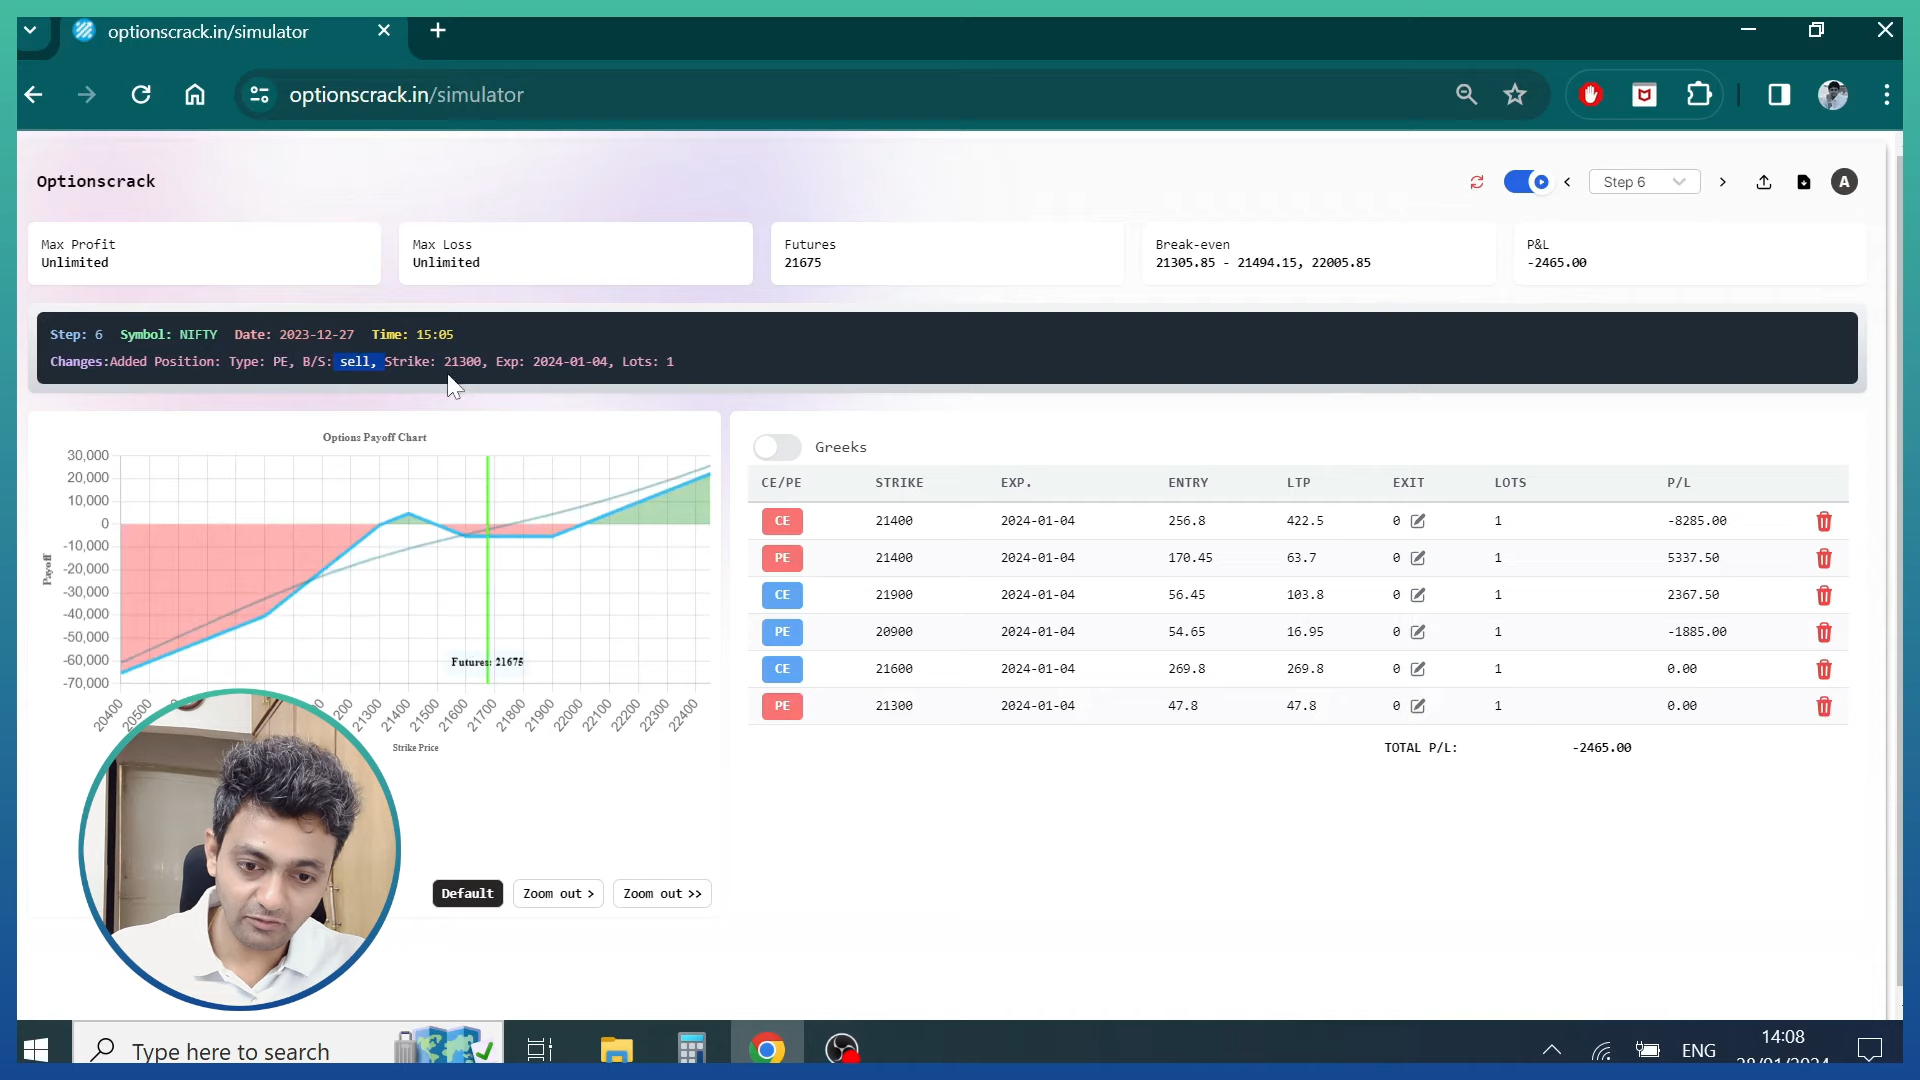 optionscrack.in/simulator
optionscrack.in/simulator
Optionscrack
Step 6
A
Max Profit
Unlimited
Max Loss
Unlimited
Futures
21675
Break-even
21305.85 - 21494.15, 22005.85
P&L
-2465.00
Step: 6 Symbol: NIFTY Date: 2023-12-27 Time: 15:05
Changes:Added Position: Type: PE, B/S: sell, Strike: 21300, Exp: 2024-01-04, Lots: 1
Options Payoff Chart
30,000
20,000
10,000
0
-10,000
-20,000
-30,000
-40,000
-50,000
-60,000
-70,000
Payoff
Futures: 21675
20400
20500
21300
21400
21500
21600
21700
21800
21900
22000
22100
22200
22300
22400
Strike Price
Default
Zoom out >
Zoom out >>
Greeks
CE/PE STRIKE EXP. ENTRY LTP EXIT LOTS P/L
CE 21400 2024-01-04 256.8 422.5 0 1 -8285.00
PE 21400 2024-01-04 170.45 63.7 0 1 5337.50
CE 21900 2024-01-04 56.45 103.8 0 1 2367.50
PE 20900 2024-01-04 54.65 16.95 0 1 -1885.00
CE 21600 2024-01-04 269.8 269.8 0 1 0.00
PE 21300 2024-01-04 47.8 47.8 0 1 0.00
TOTAL P/L: -2465.00
Type here to search
ENG
14:08
28/01/2024